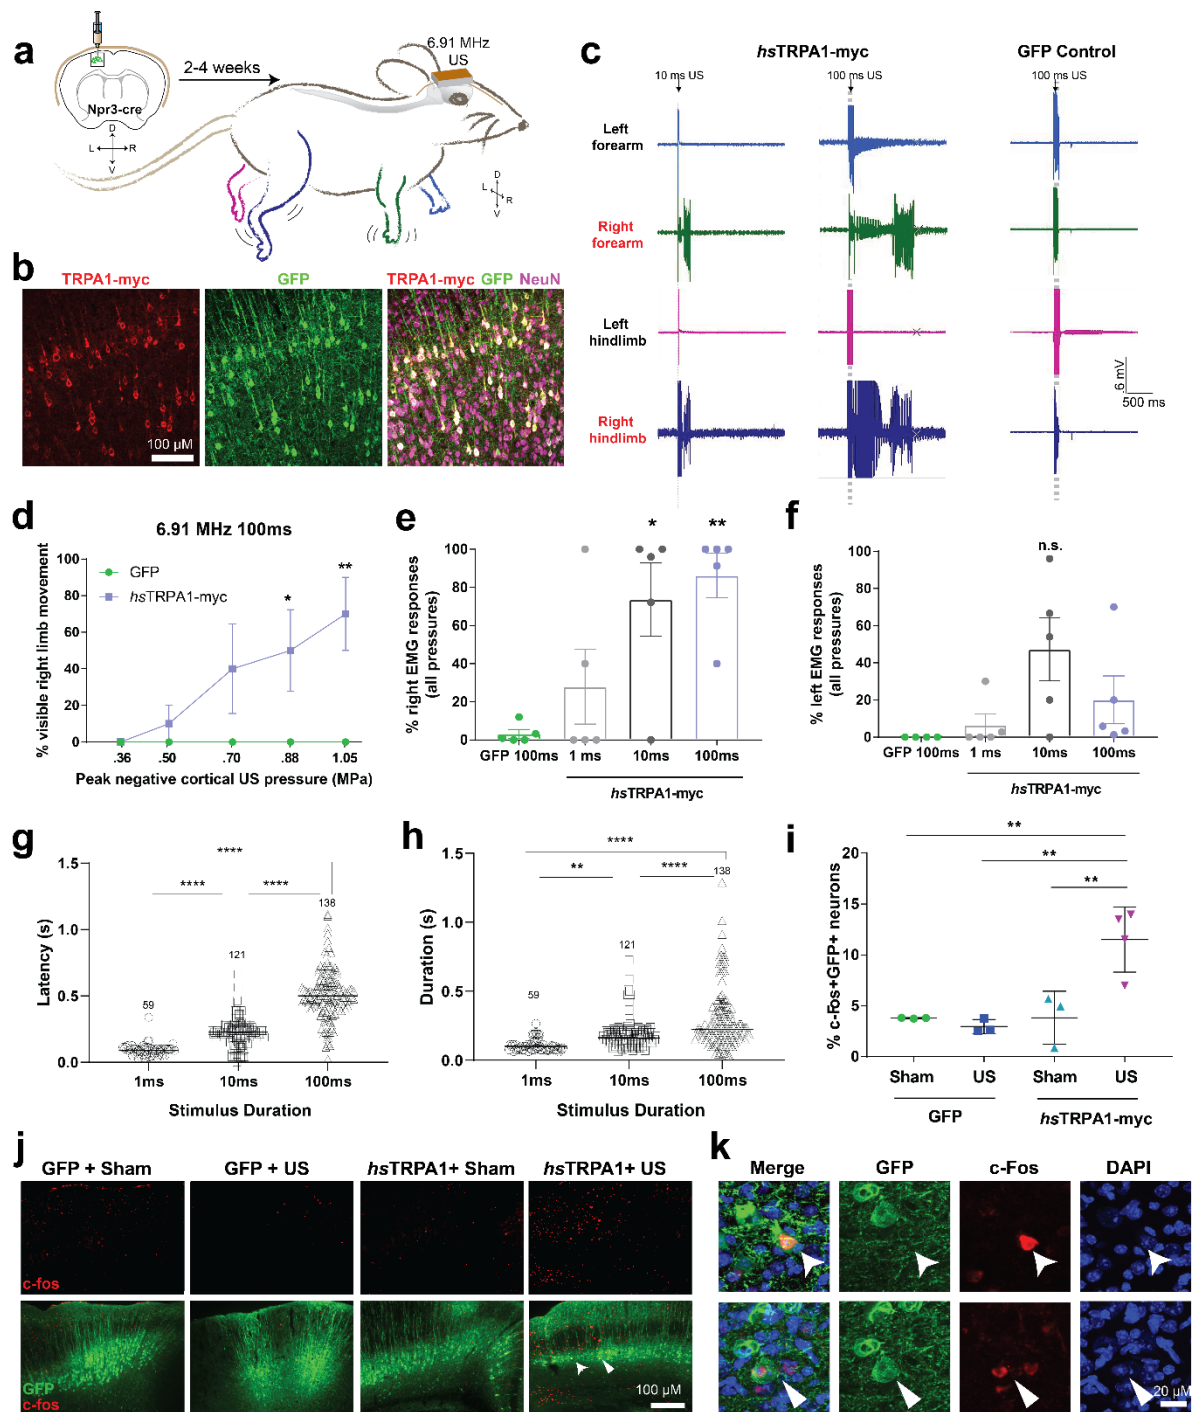 a
6.91 MHz
US
2-4 weeks
Npr3-cre
D
L R
V
D
L
R
V
b
TRPA1-myc
GFP
TRPA1-myc GFP NeuN
100 µM
c
hsTRPA1-myc
GFP Control
10 ms US
100 ms US
100 ms US
Left
forearm
Right
forearm
Left
hindlimb
Right
hindlimb
.6 mV
500 ms
d
6.91 MHz 100ms
GFP
hsTRPA1-myc
% visible right limb movement
100
80
60
40
20
0
*
**
.36 .50 .70 .88 1.05
Peak negative cortical US pressure (MPa)
e
% right EMG responses
(all pressures)
100
80
60
40
20
0
*
**
GFP 100ms 1 ms 10ms 100ms
hsTRPA1-myc
f
% left EMG responses
(all pressures)
100
80
60
40
20
0
n.s.
GFP 100ms 1 ms 10ms 100ms
hsTRPA1-myc
g
Latency (s)
1.5
1.0
0.5
0.0
****
**** ****
59
121
138
1ms 10ms 100ms
Stimulus Duration
h
Duration (s)
1.5
1.0
0.5
0.0
****
** ****
59
121
138
1ms 10ms 100ms
Stimulus Duration
i
% c-Fos+GFP+ neurons
20
15
10
5
0
**
**
**
Sham US Sham US
GFP
hsTRPA1-myc
j
GFP + Sham
GFP + US
hsTRPA1+ Sham
hsTRPA1+ US
c-fos
GFP
c-fos
100 µM
k
Merge
GFP
c-Fos
DAPI
20 µM